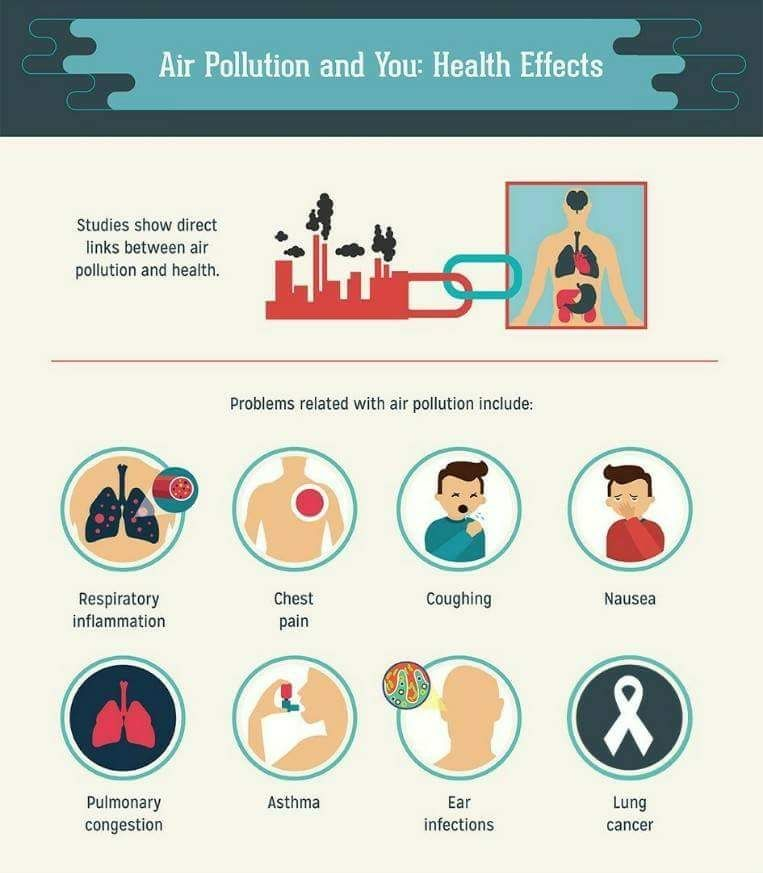 Air Pollution and You: Health Effects
Studies show direct
links between air
pollution and health.
Problems related with air pollution include:
Respiratory
inflammation
Chest
pain
Coughing
Nausea
Pulmonary
congestion
Asthma
Ear
infections
Lung
cancer